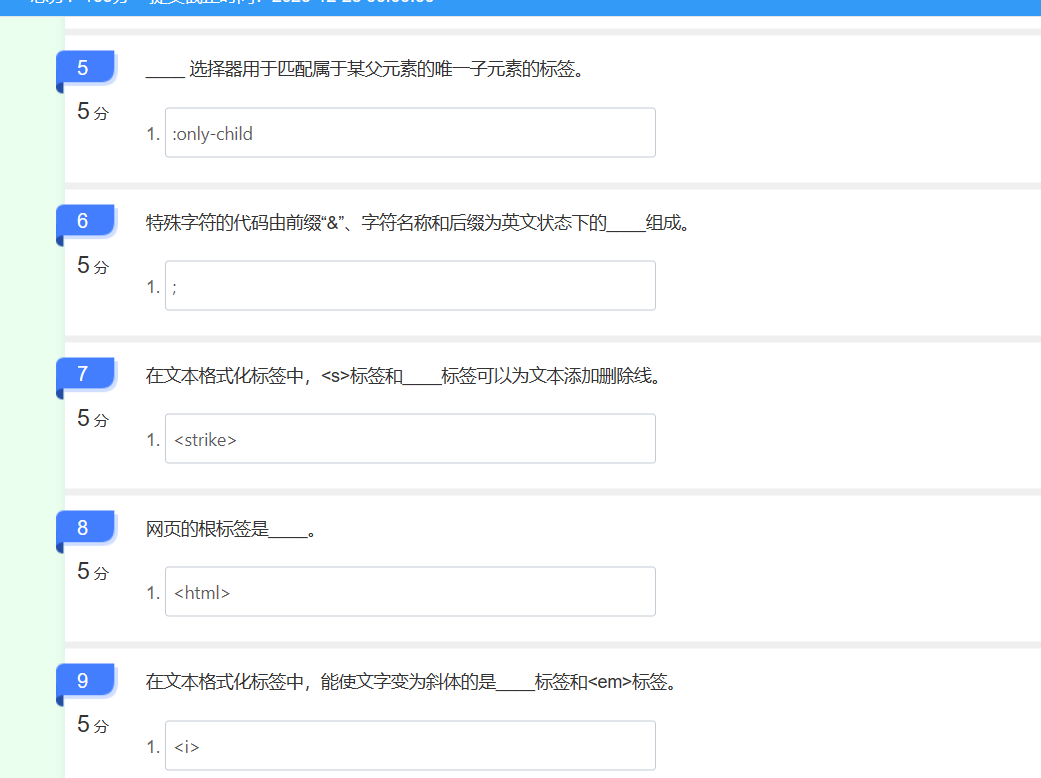 5
_____ 选择器用于匹配属于某父元素的唯一子元素的标签。
5 分
1. :only-child
6
特殊字符的代码由前缀“&”、字符名称和后缀为英文状态下的_____组成。
5 分
1. ;
7
在文本格式化标签中，<s>标签和_____标签可以为文本添加删除线。
5 分
1. <strike>
8
网页的根标签是_____。
5 分
1. <html>
9
在文本格式化标签中，能使文字变为斜体的是_____标签和<em>标签。
5 分
1. <i>